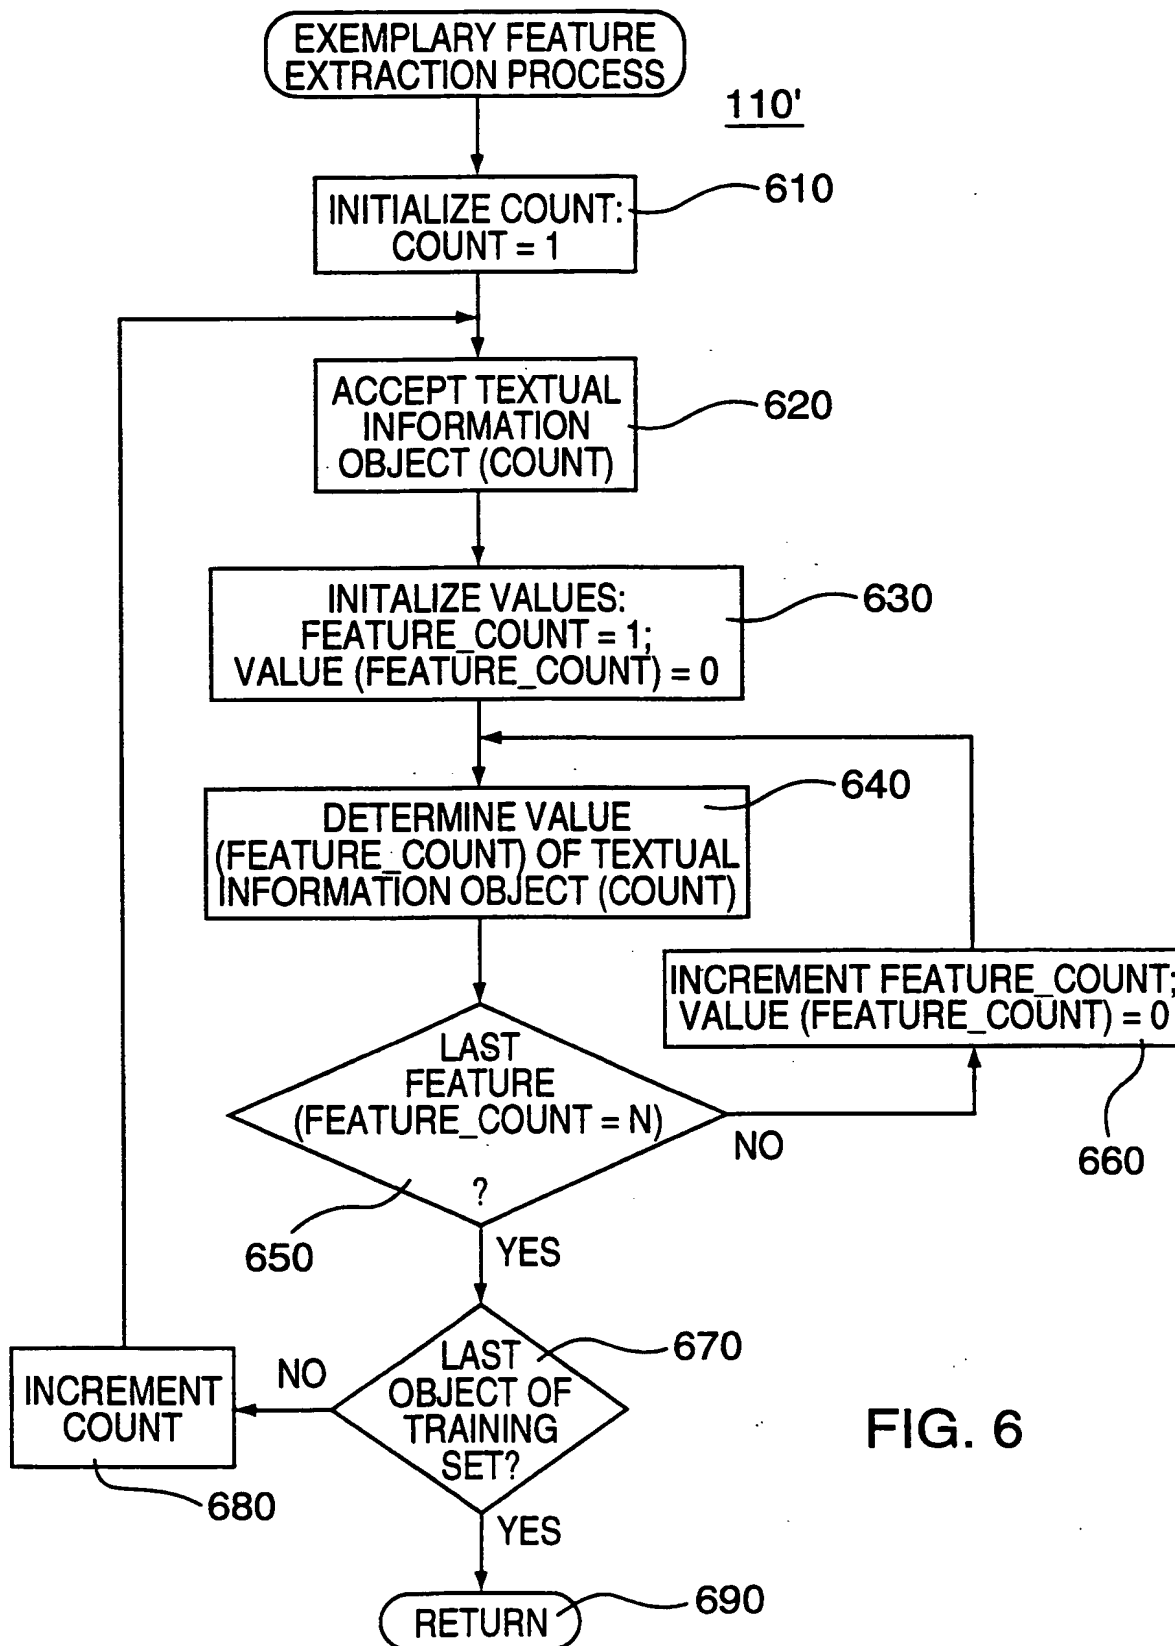 EXEMPLARY FEATURE
EXTRACTION PROCESS
110'
INITIALIZE COUNT:
COUNT = 1
610
ACCEPT TEXTUAL
INFORMATION
OBJECT (COUNT)
620
INITALIZE VALUES:
FEATURE_COUNT = 1;
VALUE (FEATURE_COUNT) = 0
630
DETERMINE VALUE
(FEATURE_COUNT) OF TEXTUAL
INFORMATION OBJECT (COUNT)
640
INCREMENT FEATURE_COUNT;
VALUE (FEATURE_COUNT) = 0
660
LAST
FEATURE
(FEATURE_COUNT = N)
?
NO
650
YES
LAST
OBJECT OF
TRAINING
SET?
670
NO
INCREMENT
COUNT
680
YES
RETURN
690
FIG. 6